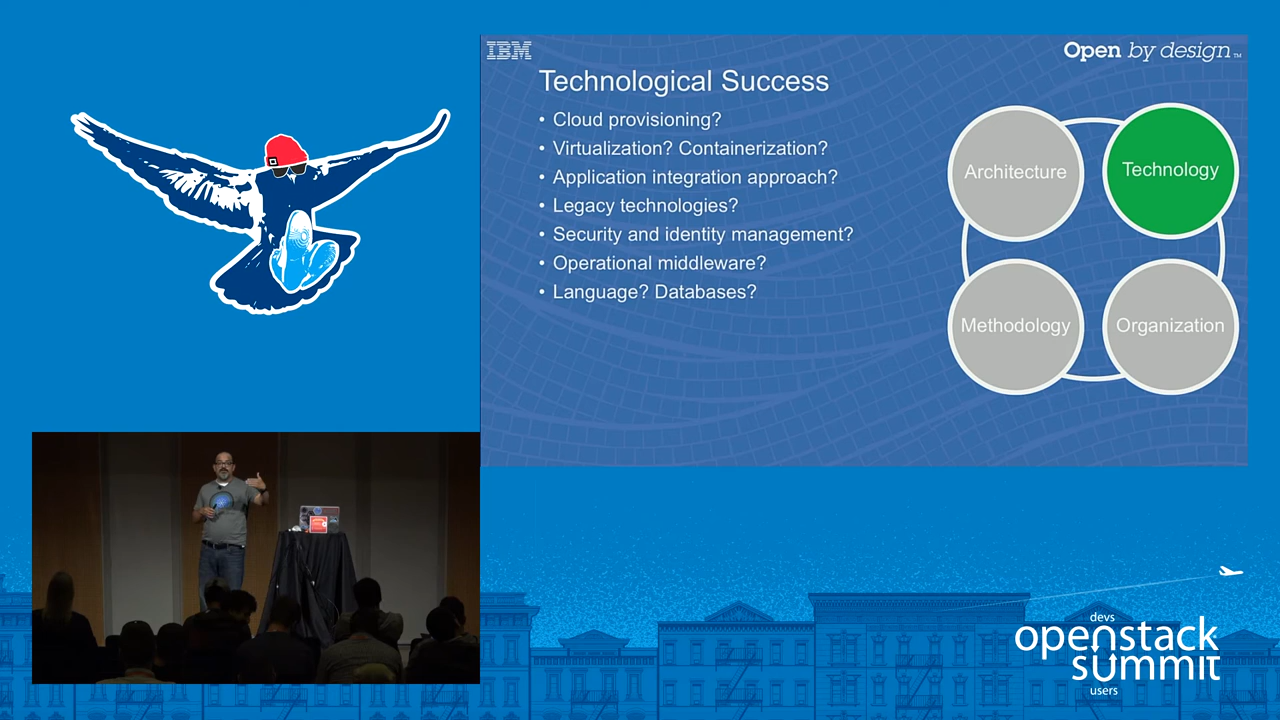 IBM
Open by design™
Technological Success
• Cloud provisioning?
• Virtualization? Containerization?
• Application integration approach?
• Legacy technologies?
• Security and identity management?
• Operational middleware?
• Language? Databases?
Architecture
Technology
Methodology
Organization
devs
openstack
summit
users